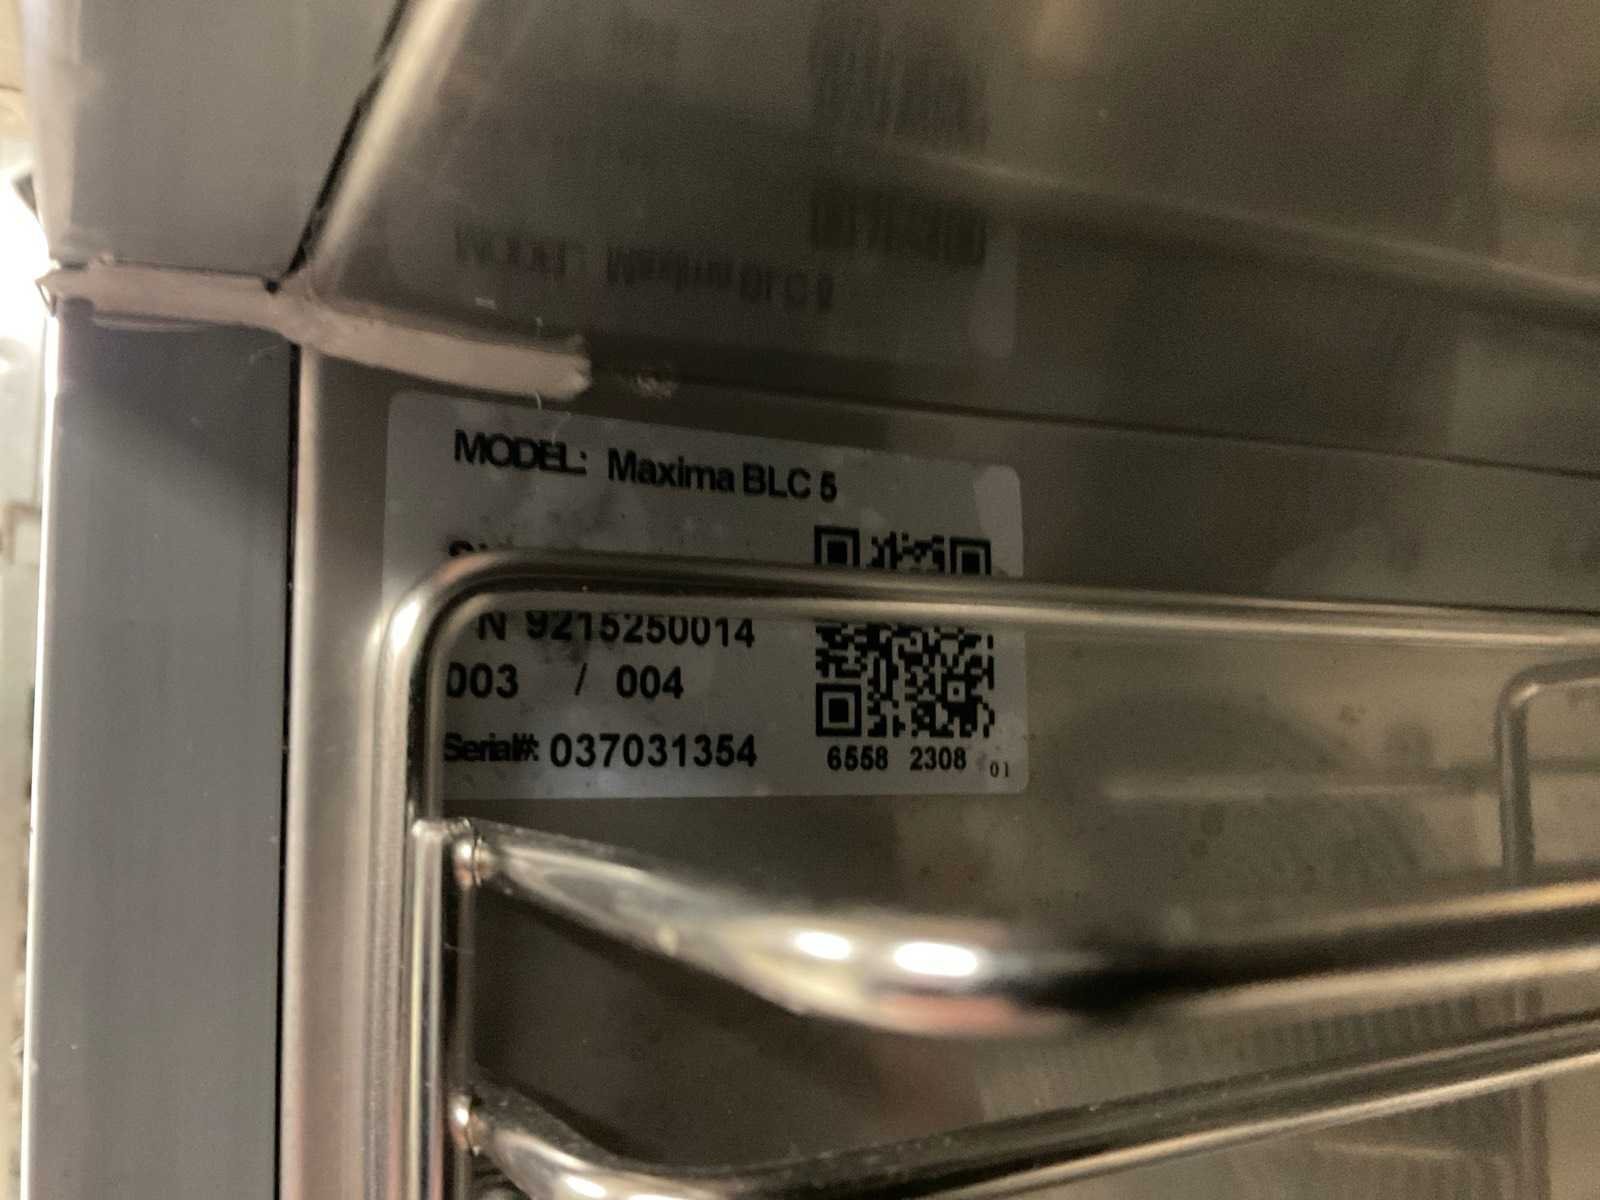 MODEL: Maxima BLC 5
N 9215250014
003 / 004
Serial#: 037031354
6558 2308 01